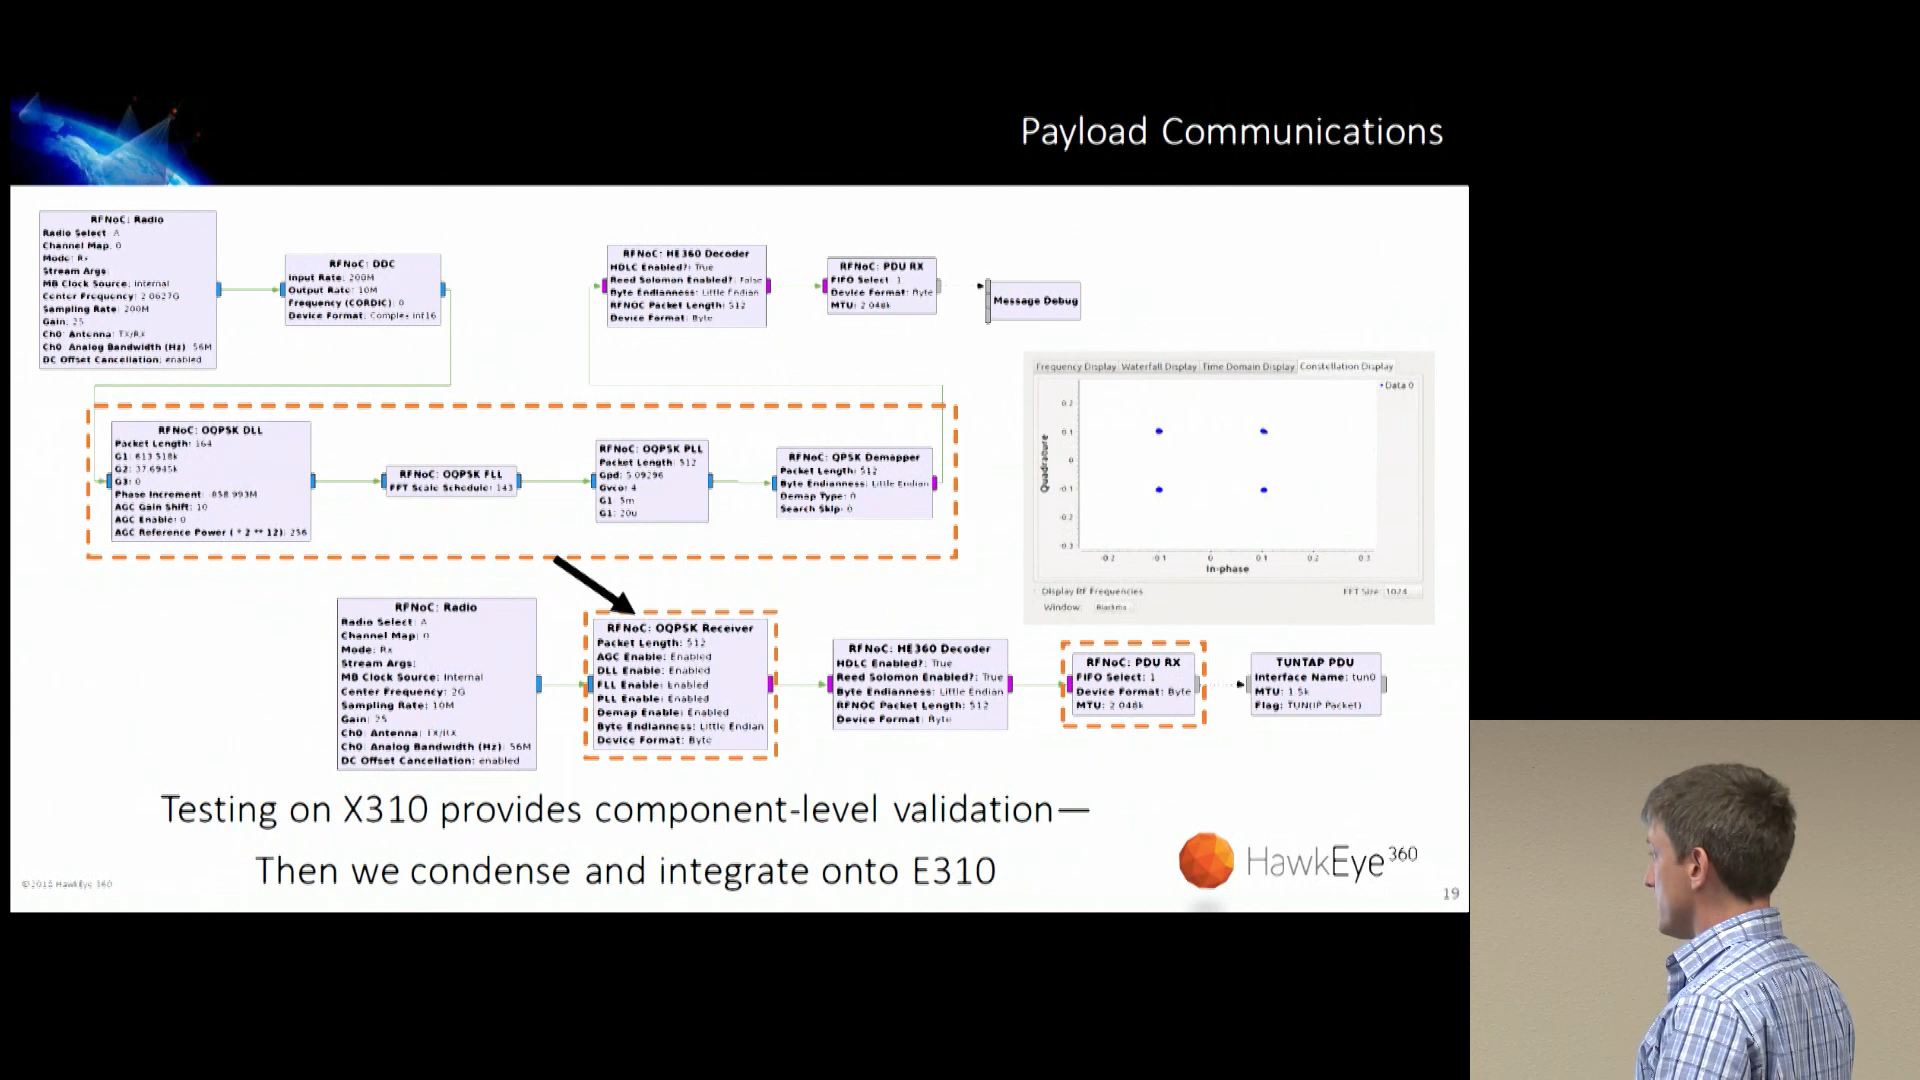 Payload Communications
RFNoC: Radio
Radio Select: A
Channel Map: 0
Mode: Rx
Stream Args:
MB Clock Source: Internal
Center Frequency: 2.0627G
Sampling Rate: 200M
Gain: 25
Ch0: Antenna: TX/RX
Ch0: Analog Bandwidth (Hz): 56M
DC Offset Cancellation: enabled
RFNoC: DDC
Input Rate: 200M
Output Rate: 10M
Frequency (CORDIC): 0
Device Format: Complex int16
RFNoC: HE360 Decoder
HDLC Enabled?: True
Reed Solomon Enabled?: False
Byte Endianness: Little Endian
RFNOC Packet Length: 512
Device Format: Byte
RFNoC: PDU RX
FIFO Select: 1
Device Format: Byte
MTU: 2.048k
Message Debug
RFNoC: OQPSK DLL
Packet Length: 364
G1: 613.518k
G2: 37.6945k
G3: 0
Phase Increment: -858.993M
AGC Gain Shift: 10
AGC Enable: 0
AGC Reference Power ( * 2 ** 12): 256
RFNoC: OQPSK FLL
FFT Scale Schedule: 143
RFNoC: OQPSK PLL
Packet Length: 512
Gpd: 5.09296
Gvco: 4
G1: 5m
G1: 20u
RFNoC: QPSK Demapper
Packet Length: 512
Byte Endianness: Little Endian
Demap Type: 0
Search Skip: 0
Frequency Display Waterfall Display Time Domain Display Constellation Display
Data 0
0.2
0.1
0
-0.1
-0.2
-0.3
Quadrature
-0.2 -0.1 0 0.1 0.2 0.3
In-phase
Display RF Frequencies
FFT Size: 1024
Window:
RFNoC: Radio
Radio Select: A
Channel Map: 0
Mode: Rx
Stream Args:
MB Clock Source: Internal
Center Frequency: 2G
Sampling Rate: 10M
Gain: 25
Ch0: Antenna: TX/RX
Ch0: Analog Bandwidth (Hz): 56M
DC Offset Cancellation: enabled
RFNoC: OQPSK Receiver
Packet Length: 512
AGC Enable: Enabled
DLL Enable: Enabled
FLL Enable: Enabled
PLL Enable: Enabled
Demap Enable: Enabled
Byte Endianness: Little Endian
Device Format: Byte
RFNoC: HE360 Decoder
HDLC Enabled?: True
Reed Solomon Enabled?: True
Byte Endianness: Little Endian
RFNOC Packet Length: 512
Device Format: Byte
RFNoC: PDU RX
FIFO Select: 1
Device Format: Byte
MTU: 2.048k
TUNTAP PDU
Interface Name: tun0
MTU: 1.5k
Flag: TUN(IP Packet)
Testing on X310 provides component-level validation—
Then we condense and integrate onto E310
HawkEye 360
©2018 HawkEye 360
19